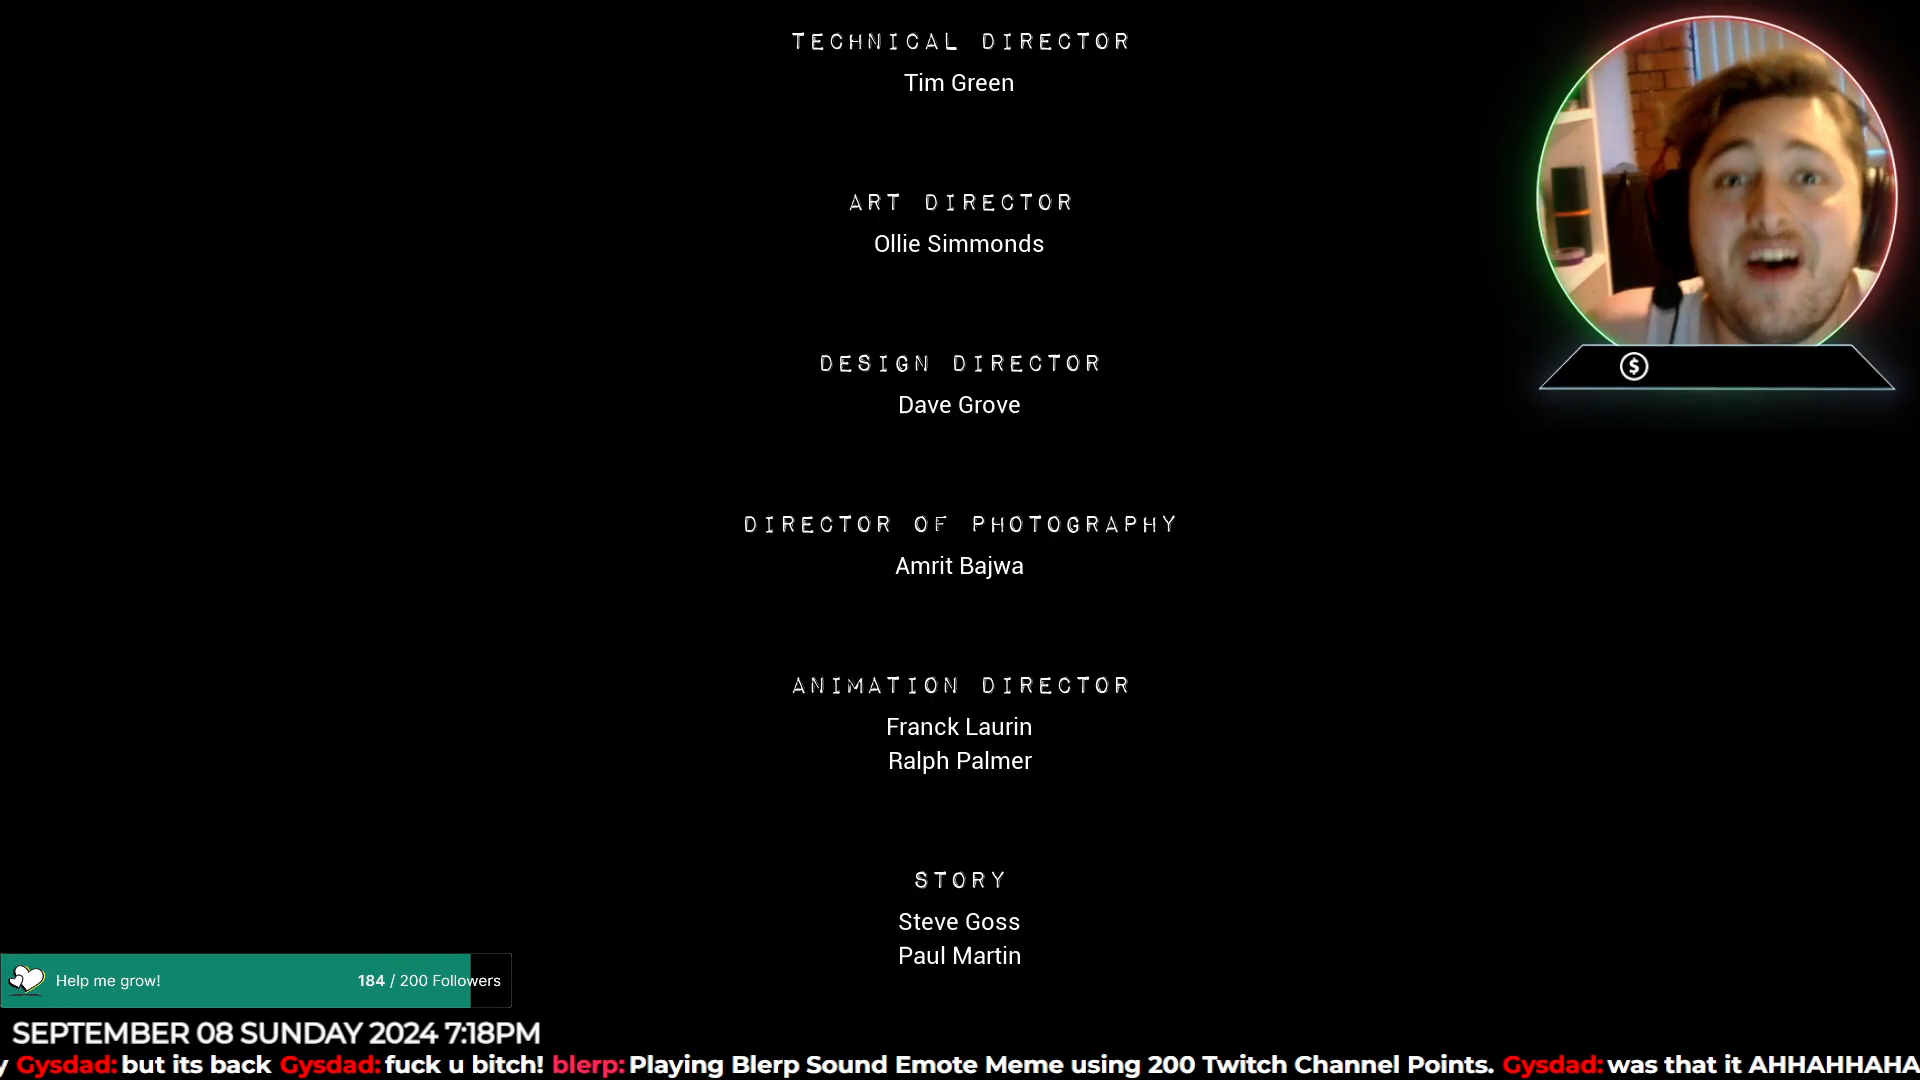 TECHNICAL DIRECTOR
Tim Green
ART DIRECTOR
Ollie Simmonds
DESIGN DIRECTOR
Dave Grove
DIRECTOR OF PHOTOGRAPHY
Amrit Bajwa
ANIMATION DIRECTOR
Franck Laurin
Ralph Palmer
STORY
Steve Goss
Paul Martin
$
Help me grow! 184 / 200 Followers
SEPTEMBER 08 SUNDAY 2024 7:18PM
y Gysdad: but its back Gysdad: fuck u bitch! blerp: Playing Blerp Sound Emote Meme using 200 Twitch Channel Points. Gysdad: was that it AHHAHHAHA